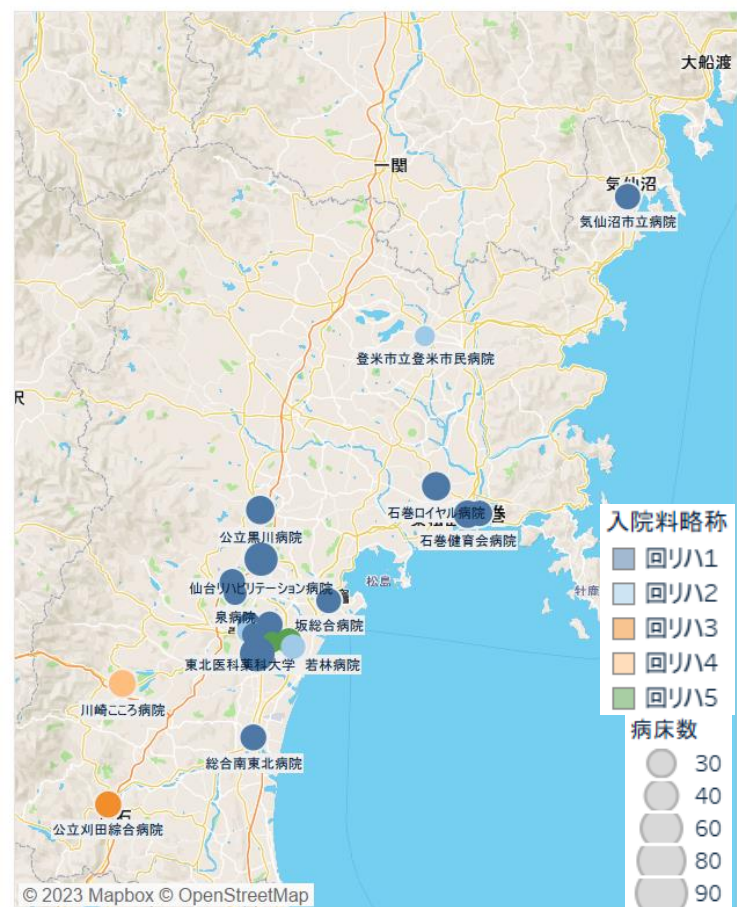 大船渡
一関
気仙沼
気仙沼市立病院
登米市立登米市民病院
沢
石巻ロイヤル病院
巻
石巻健育会病院
公立黒川病院
仙台リハビリテーション病院
松島
牡鹿
泉病院
坂総合病院
東北医科薬科大学
若林病院
川崎こころ病院
総合南東北病院
石
公立刈田綜合病院
入院料略称
回リハ1
回リハ2
回リハ3
回リハ4
回リハ5
病床数
30
40
60
80
90
© 2023 Mapbox © OpenStreetMap